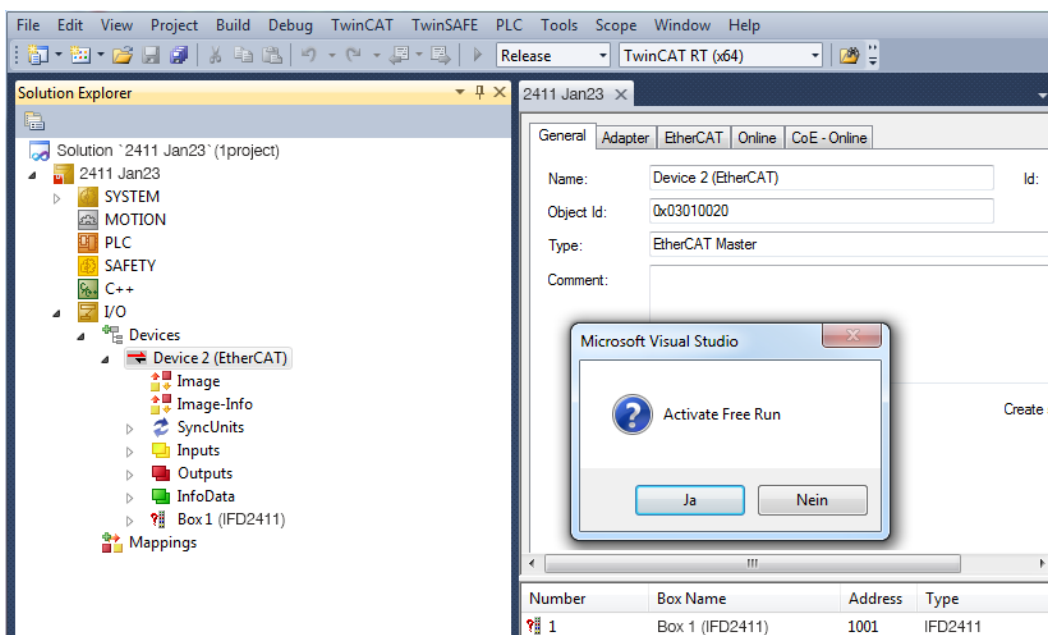 File Edit View Project Build Debug TwinCAT TwinSAFE PLC Tools Scope Window Help
Release TwinCAT RT (x64)
Solution Explorer
Solution `2411 Jan23`(1project)
2411 Jan23
SYSTEM
MOTION
PLC
SAFETY
C++
I/O
Devices
Device 2 (EtherCAT)
Image
Image-Info
SyncUnits
Inputs
Outputs
InfoData
Box 1 (IFD2411)
Mappings
2411 Jan23
General Adapter EtherCAT Online CoE - Online
Name: Device 2 (EtherCAT) Id:
Object Id: 0x03010020
Type: EtherCAT Master
Comment:
Microsoft Visual Studio
Activate Free Run
Ja Nein
Create
Number Box Name Address Type
1 Box 1 (IFD2411) 1001 IFD2411